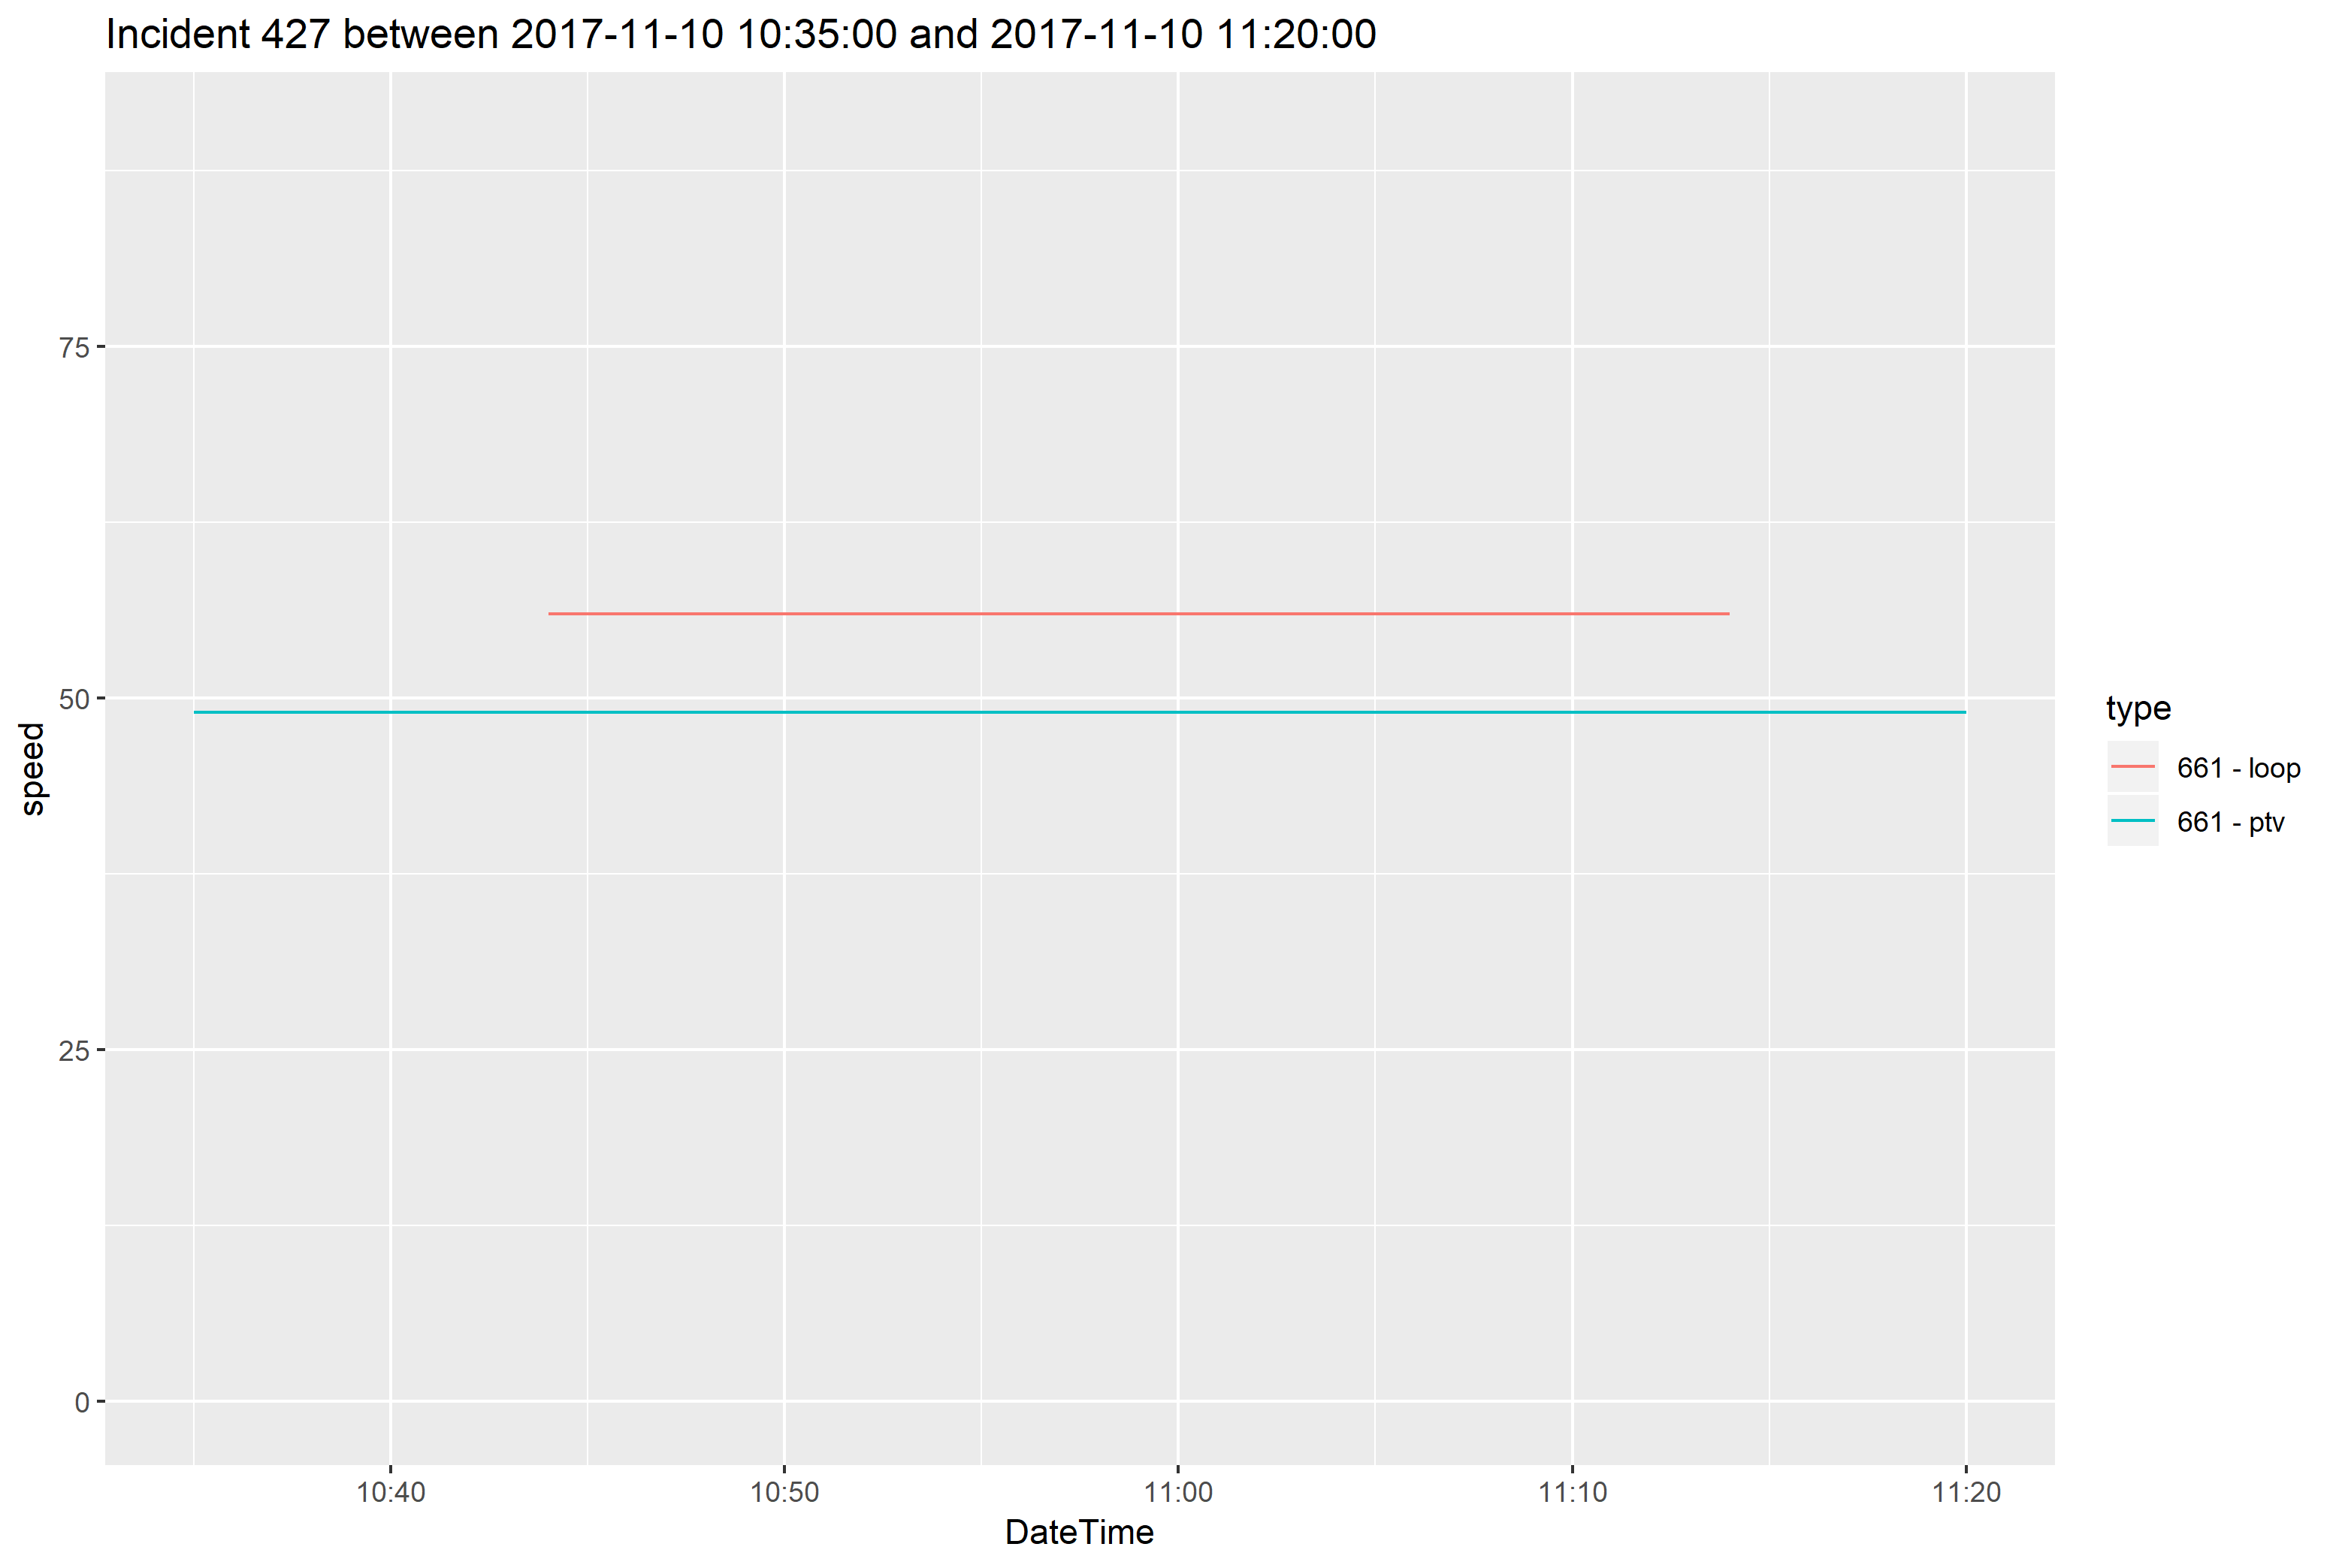 Incident 427 between 2017-11-10 10:35:00 and 2017-11-10 11:20:00
75
50
25
0
speed
10:40
10:50
11:00
11:10
11:20
DateTime
type
661 - loop
661 - ptv